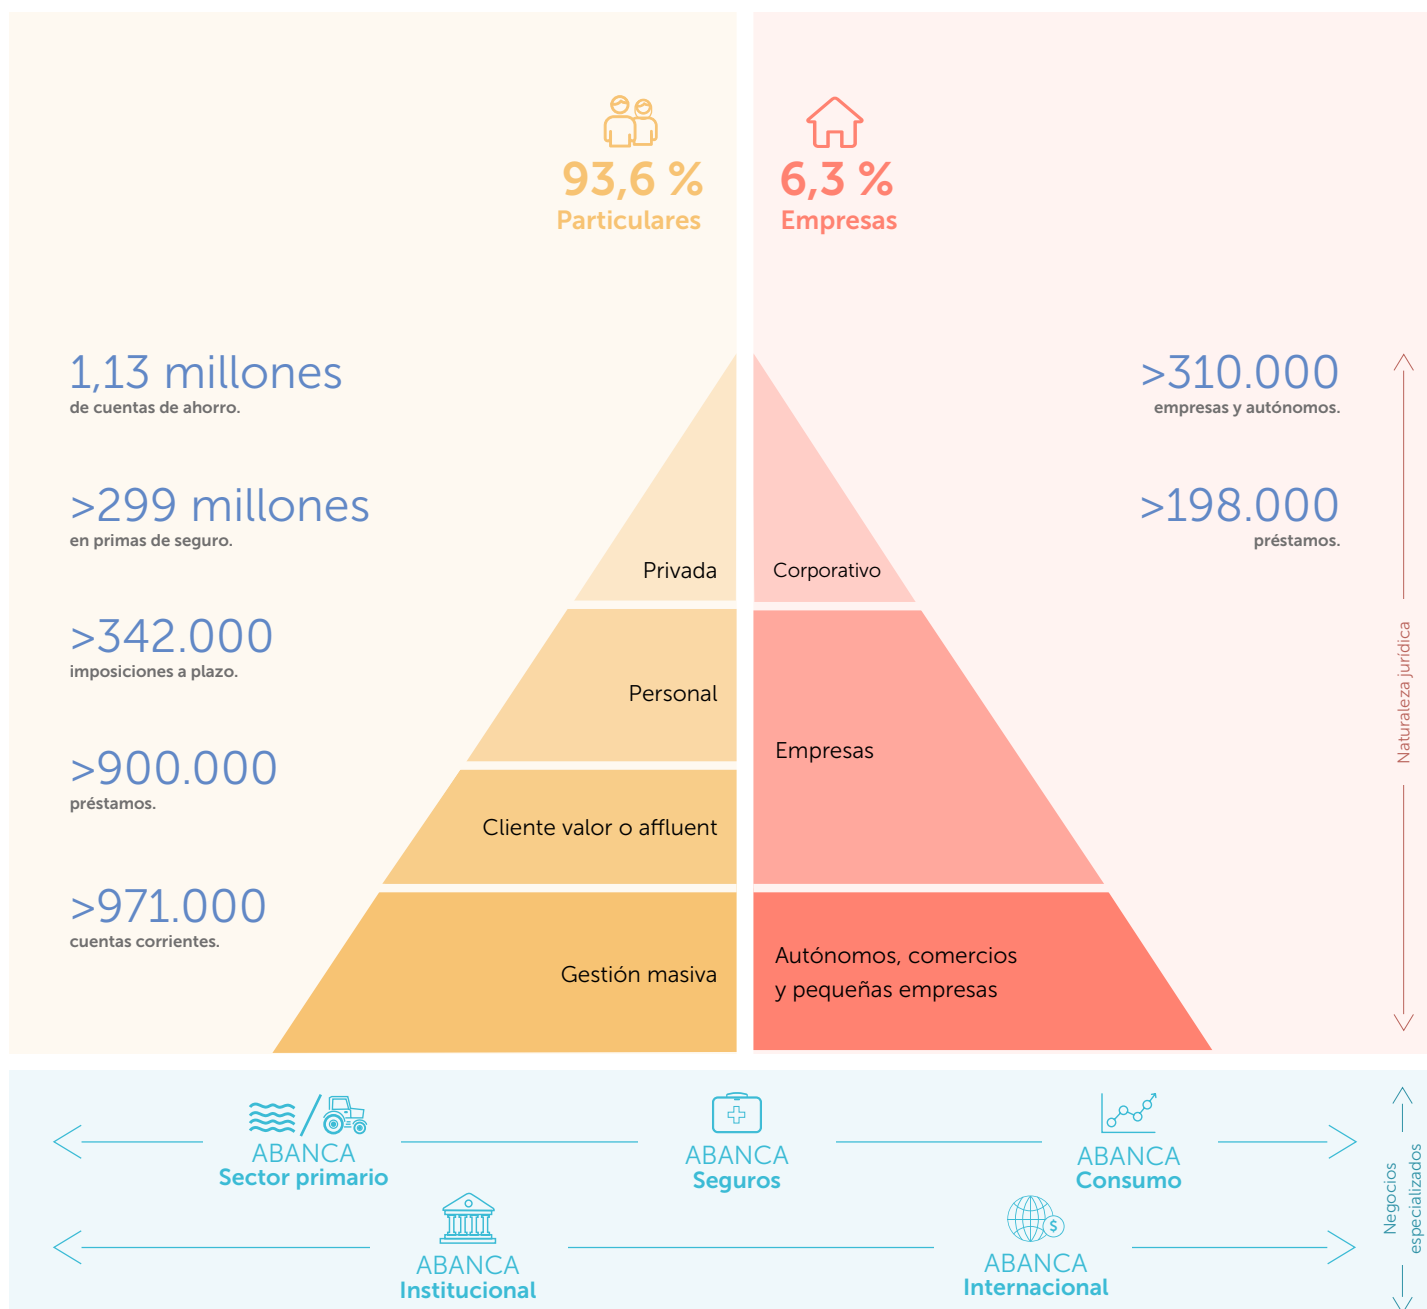 93,6 %
Particulares
6,3 %
Empresas
1,13 millones
de cuentas de ahorro.
>299 millones
en primas de seguro.
>342.000
imposiciones a plazo.
>900.000
préstamos.
>971.000
cuentas corrientes.
Privada
Personal
Cliente valor o affluent
Gestión masiva
Corporativo
Empresas
Autónomos, comercios
y pequeñas empresas
>310.000
empresas y autónomos.
>198.000
préstamos.
Naturaleza jurídica
ABANCA
Sector primario
ABANCA
Seguros
ABANCA
Consumo
ABANCA
Institucional
$
ABANCA
Internacional
Negocios
especializados